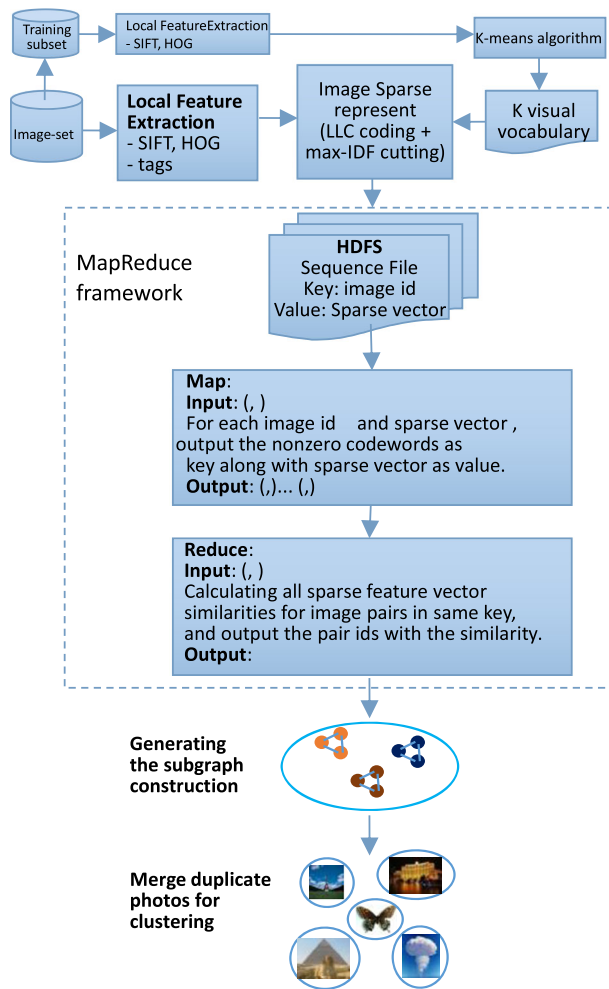 Training
subset
Local FeatureExtraction
- SIFT, HOG
K-means algorithm
Image-set
Local Feature
Extraction
- SIFT, HOG
- tags
Image Sparse
represent
(LLC coding +
max-IDF cutting)
K visual
vocabulary
MapReduce
framework
HDFS
Sequence File
Key: image id
Value: Sparse vector
Map:
Input: (, )
For each image id    and sparse vector ,
output the nonzero codewords as
key along with sparse vector as value.
Output: (,)... (,)
Reduce:
Input: (, )
Calculating all sparse feature vector
similarities for image pairs in same key,
and output the pair ids with the similarity.
Output:
Generating
the subgraph
construction
Merge duplicate
photos for
clustering